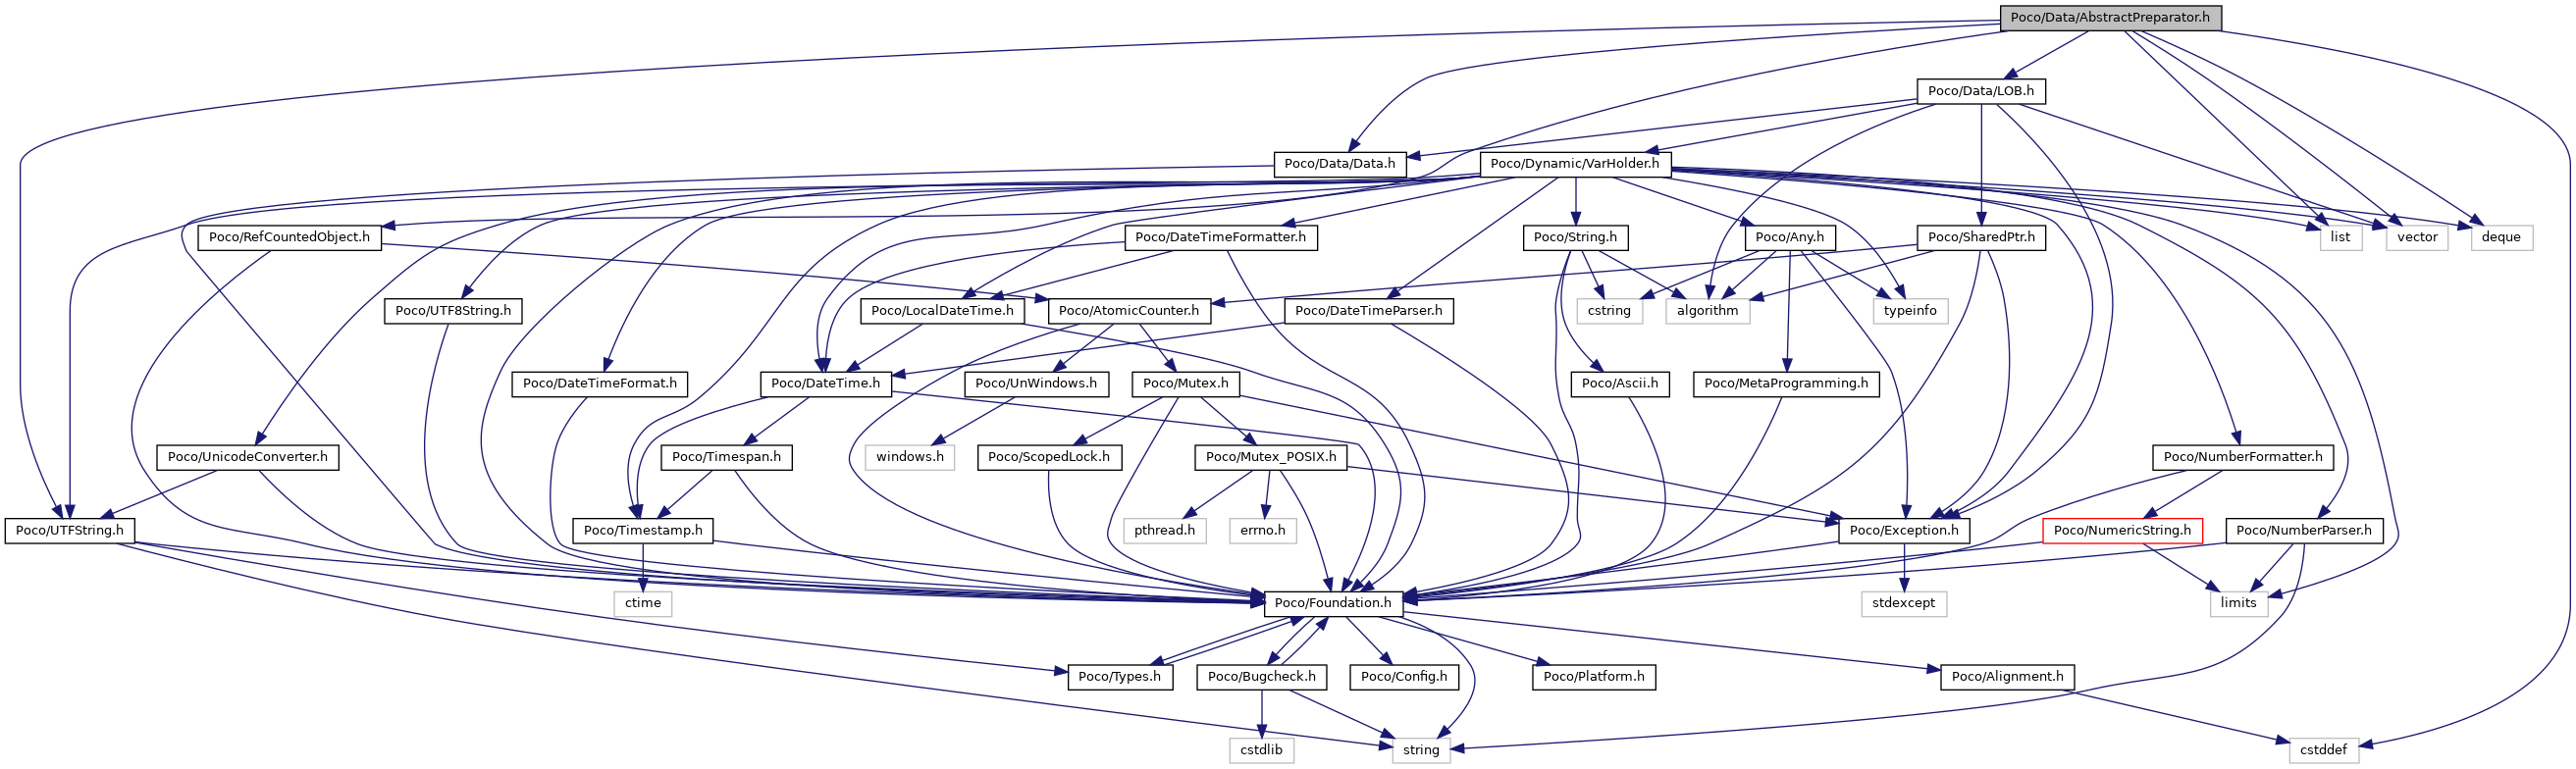 Poco/Data/AbstractPreparator.h
Poco/Data/LOB.h
Poco/Data/Data.h
Poco/Dynamic/VarHolder.h
Poco/RefCountedObject.h
Poco/DateTimeFormatter.h
Poco/String.h
Poco/Any.h
Poco/SharedPtr.h
list
vector
deque
Poco/UTF8String.h
Poco/LocalDateTime.h
Poco/AtomicCounter.h
Poco/DateTimeParser.h
cstring
algorithm
typeinfo
Poco/DateTimeFormat.h
Poco/DateTime.h
Poco/UnWindows.h
Poco/Mutex.h
Poco/Ascii.h
Poco/MetaProgramming.h
Poco/UnicodeConverter.h
Poco/Timespan.h
windows.h
Poco/ScopedLock.h
Poco/Mutex_POSIX.h
Poco/NumberFormatter.h
Poco/UTFString.h
Poco/Timestamp.h
pthread.h
errno.h
Poco/Exception.h
Poco/NumericString.h
Poco/NumberParser.h
ctime
Poco/Foundation.h
stdexcept
limits
Poco/Types.h
Poco/Bugcheck.h
Poco/Config.h
Poco/Platform.h
Poco/Alignment.h
cstdlib
string
cstddef